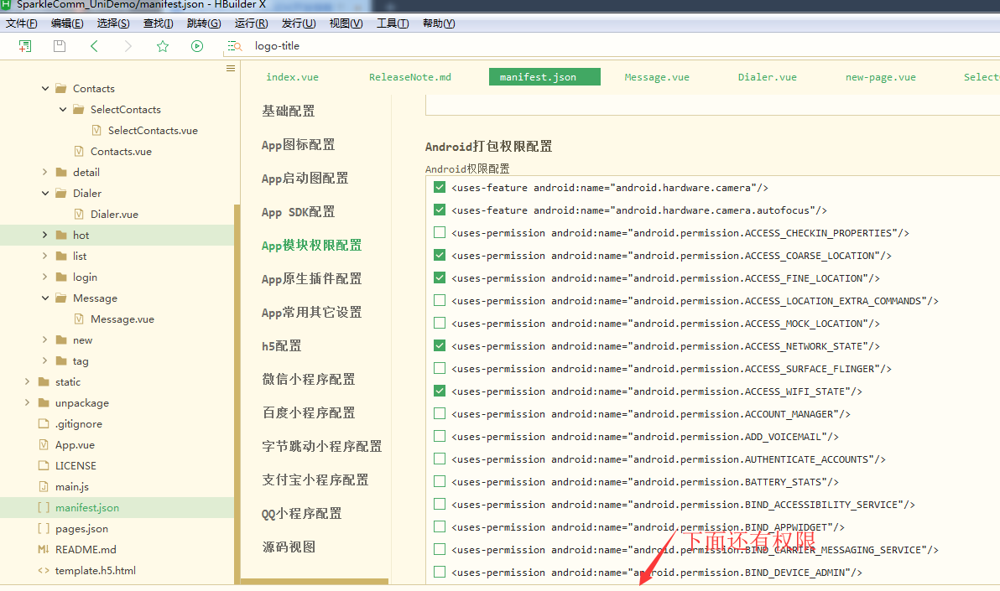 SparkleComm_UniDemo/manifest.json - HBuilder X
文件(F) 编辑(E) 选择(S) 查找(I) 跳转(G) 运行(R) 发行(U) 视图(V) 工具(T) 帮助(Y)
logo-title
Contacts
SelectContacts
SelectContacts.vue
Contacts.vue
detail
Dialer
Dialer.vue
hot
list
login
Message
Message.vue
new
tag
static
unpackage
.gitignore
App.vue
LICENSE
main.js
manifest.json
pages.json
README.md
template.h5.html
index.vue ReleaseNote.md manifest.json Message.vue Dialer.vue new-page.vue Select
基础配置
App图标配置
App启动图配置
App SDK配置
App模块权限配置
App原生插件配置
App常用其它设置
h5配置
微信小程序配置
百度小程序配置
字节跳动小程序配置
支付宝小程序配置
QQ小程序配置
源码视图
Android打包权限配置
Android权限配置
<uses-feature android:name="android.hardware.camera"/>
<uses-feature android:name="android.hardware.camera.autofocus"/>
<uses-permission android:name="android.permission.ACCESS_CHECKIN_PROPERTIES"/>
<uses-permission android:name="android.permission.ACCESS_COARSE_LOCATION"/>
<uses-permission android:name="android.permission.ACCESS_FINE_LOCATION"/>
<uses-permission android:name="android.permission.ACCESS_LOCATION_EXTRA_COMMANDS"/>
<uses-permission android:name="android.permission.ACCESS_MOCK_LOCATION"/>
<uses-permission android:name="android.permission.ACCESS_NETWORK_STATE"/>
<uses-permission android:name="android.permission.ACCESS_SURFACE_FLINGER"/>
<uses-permission android:name="android.permission.ACCESS_WIFI_STATE"/>
<uses-permission android:name="android.permission.ACCOUNT_MANAGER"/>
<uses-permission android:name="android.permission.ADD_VOICEMAIL"/>
<uses-permission android:name="android.permission.AUTHENTICATE_ACCOUNTS"/>
<uses-permission android:name="android.permission.BATTERY_STATS"/>
<uses-permission android:name="android.permission.BIND_ACCESSIBILITY_SERVICE"/>
<uses-permission android:name="android.permission.BIND_APPWIDGET"/>
下面还有权限
<uses-permission android:name="android.permission.BIND_CARRIER_MESSAGING_SERVICE"/>
<uses-permission android:name="android.permission.BIND_DEVICE_ADMIN"/>